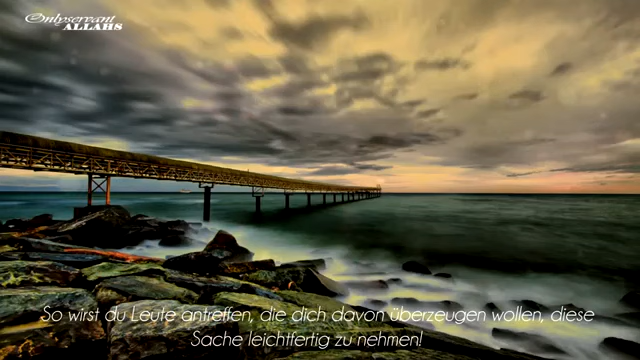 Onlyservant
ALLAHS
So wirst du Leute antreffen, die dich davon überzeugen wollen, diese
Sache leichtfertig zu nehmen!